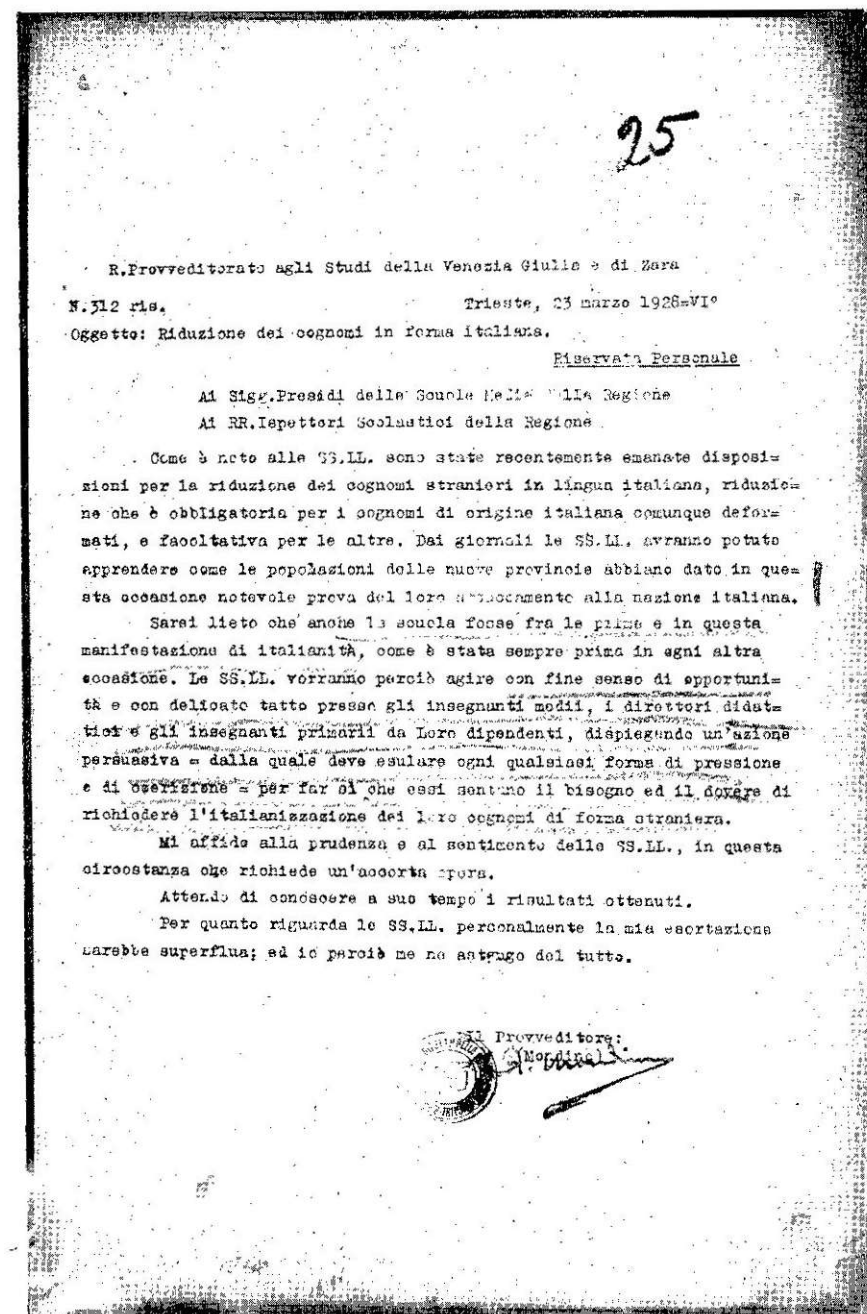 25
R.Provveditorato agli Studi della Venezia Giulia e di Zara
N.312 ris. Trieste, 23 marzo 1928=VI°
Oggetto: Riduzione dei cognomi in forma italiana.
Riservata Personale
Ai Sigg.Presidi delle Scuole Medie della Regione
Ai RR.Ispettori Scolastici della Regione
Come è noto alle SS.LL. sono state recentemente emanate disposi=
zioni per la riduzione dei cognomi stranieri in lingua italiana, riduzio=
ne che è obbligatoria per i cognomi di origine italiana comunque defor=
mati, e facoltativa per le altre. Dai giornali le SS.LL. avranno potuto
apprendere come le popolazioni delle nuove provincie abbiano dato in que=
sta occasione notevole prova del loro attaccamento alla nazione italiana.
Sarei lieto che anche la scuola fosse fra le prime e in questa
manifestazione di italianità, come è stata sempre prima in ogni altra
occasione. Le SS.LL. vorranno perciò agire con fine senso di opportuni=
tà e con delicato tatto presso gli insegnanti medii, i direttori didat=
tici e gli insegnanti primarii da Loro dipendenti, dispiegando un'azione
persuasiva = dalla quale deve esulare ogni qualsiasi forma di pressione
e di coercizione = per far sì che essi sentano il bisogno ed il dovere di
richiedere l'italianizzazione dei loro cognomi di forma straniera.
Mi affido alla prudenza e al sentimento delle SS.LL., in questa
circostanza che richiede un'accorta opera.
Attendo di conoscere a suo tempo i risultati ottenuti.
Per quanto riguarda le SS.LL. personalmente la mia esortazione
sarebbe superflua; ed io perciò me ne astengo del tutto.
Il Provveditore:
(Mondino)